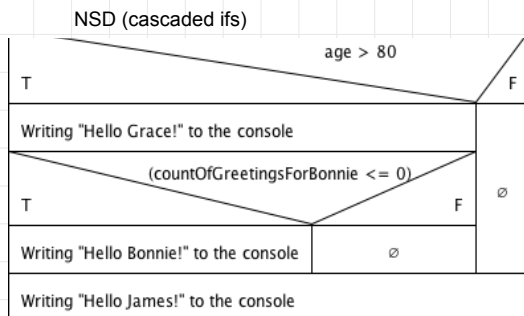 NSD (cascaded ifs)
age > 80
T
F
Writing "Hello Grace!" to the console
(countOfGreetingsForBonnie <= 0)
∅
T
F
Writing "Hello Bonnie!" to the console
∅
Writing "Hello James!" to the console